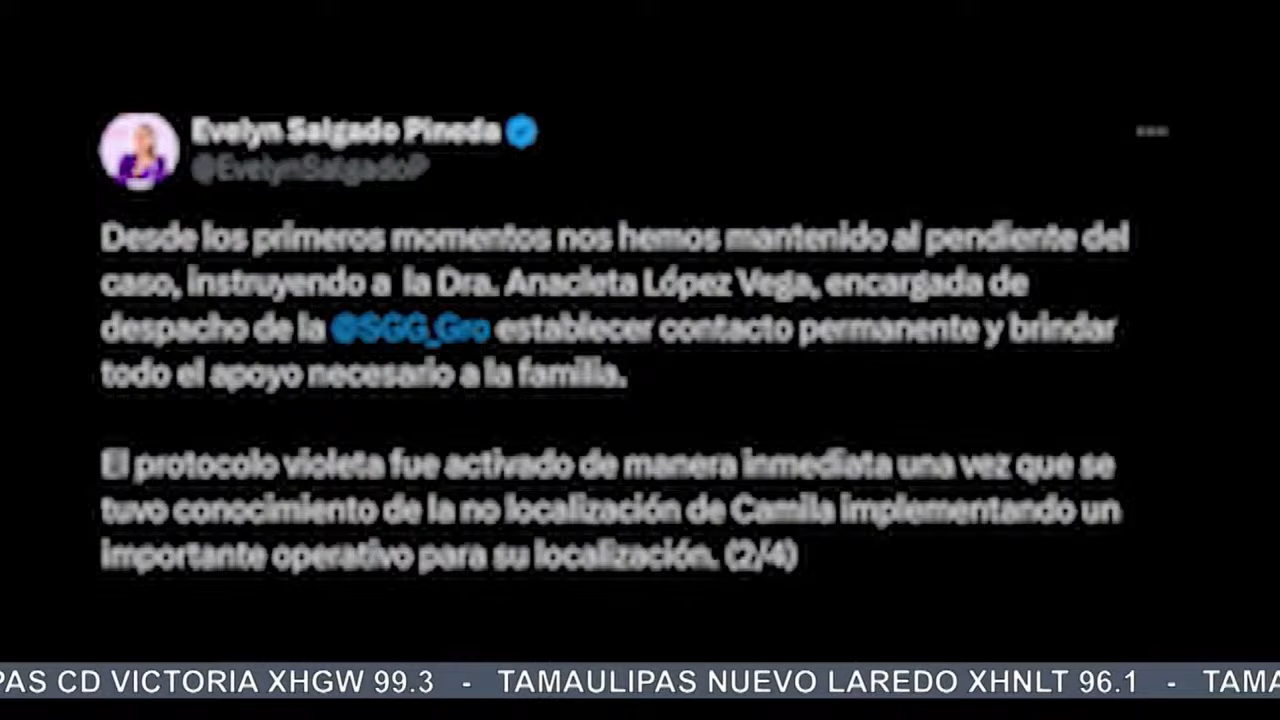 Evelyn Salgado Pineda
@EvelynSalgadoP
Desde los primeros momentos nos hemos mantenido al pendiente del
caso, instruyendo a la Dra. Anacleta López Vega, encargada de
despacho de la @SGG_Gro establecer contacto permanente y brindar
todo el apoyo necesario a la familia.
El protocolo violeta fue activado de manera inmediata una vez que se
tuvo conocimiento de la no localización de Camila implementando un
importante operativo para su localización. (2/4)
PAS CD VICTORIA XHGW 99.3 - TAMAULIPAS NUEVO LAREDO XHNLT 96.1 - TAMA